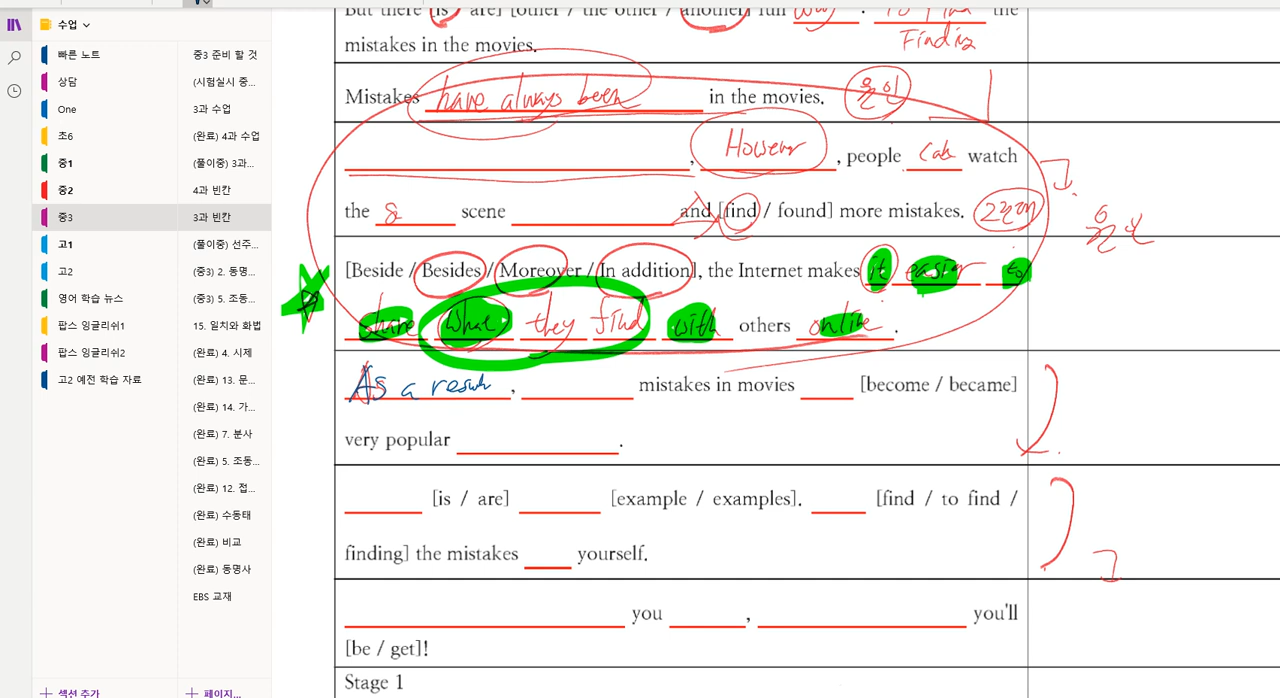 수업
빠른 노트
상담
One
초6
중1
중2
중3
고1
고2
영어 학습 뉴스
팝스 잉글리쉬1
팝스 잉글리쉬2
고2 예전 학습 자료
섹션 추가
중3 준비 할 것
(시험실시 중...
3과 수업
(완료) 4과 수업
(풀이중) 3과...
4과 빈칸
3과 빈칸
(풀이중) 선주...
(중3) 2. 동명...
(중3) 5. 조동...
15. 일치와 화법
(완료) 4. 시제
(완료) 13. 문...
(완료) 14. 가...
(완료) 7. 분사
(완료) 5. 조동...
(완료) 12. 접...
(완료) 수동태
(완료) 비교
(완료) 동명사
EBS 교재
페이지...
But there [is / are] [other / the other / another] fun way : To find the
Finding
mistakes in the movies.
Mistakes have always been in the movies.
, However , people can watch
the scene and [find / found] more mistakes.
[Beside / Besides / Moreover / In addition], the Internet makes it easier to
share what they find with others online .
As a result , mistakes in movies [become / became]
very popular .
[is / are] [example / examples]. [find / to find /
finding] the mistakes yourself.
you , you'll
[be / get]!
Stage 1